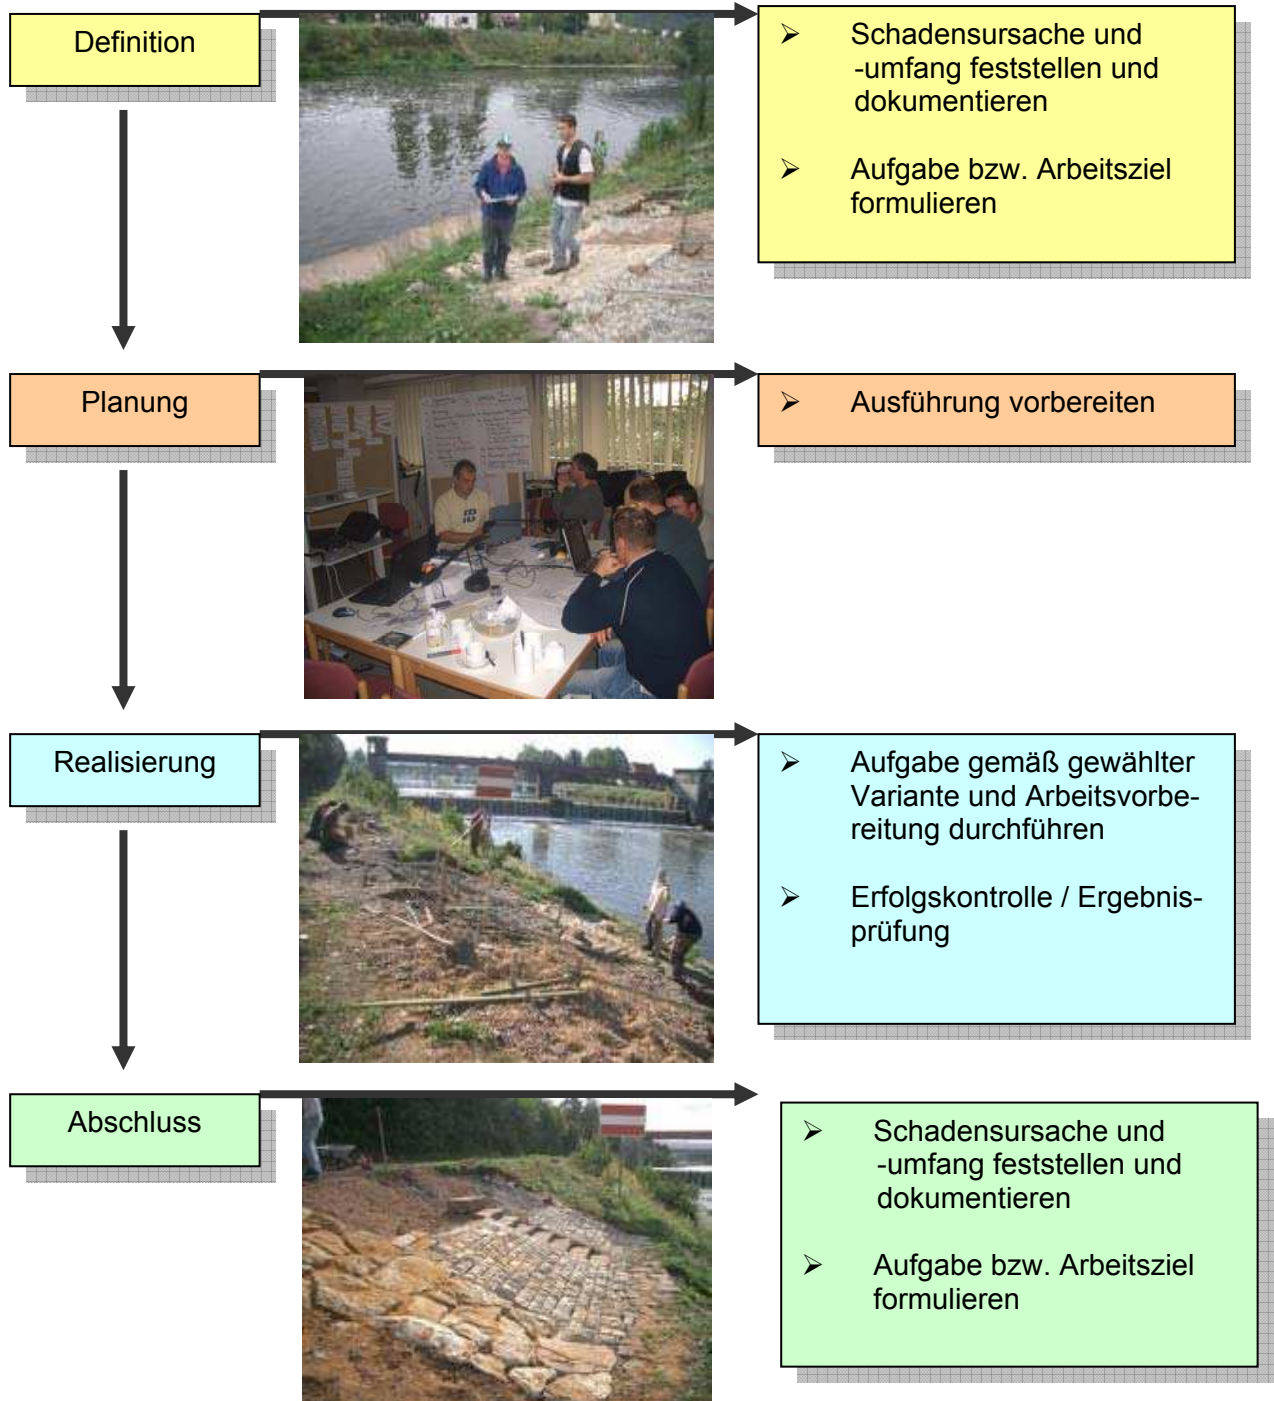 Definition
➢ Schadensursache und
-umfang feststellen und
dokumentieren
➢ Aufgabe bzw. Arbeitsziel
formulieren
Planung
➢ Ausführung vorbereiten
Realisierung
➢ Aufgabe gemäß gewählter
Variante und Arbeitsvorbe-
reitung durchführen
➢ Erfolgskontrolle / Ergebnis-
prüfung
Abschluss
➢ Schadensursache und
-umfang feststellen und
dokumentieren
➢ Aufgabe bzw. Arbeitsziel
formulieren